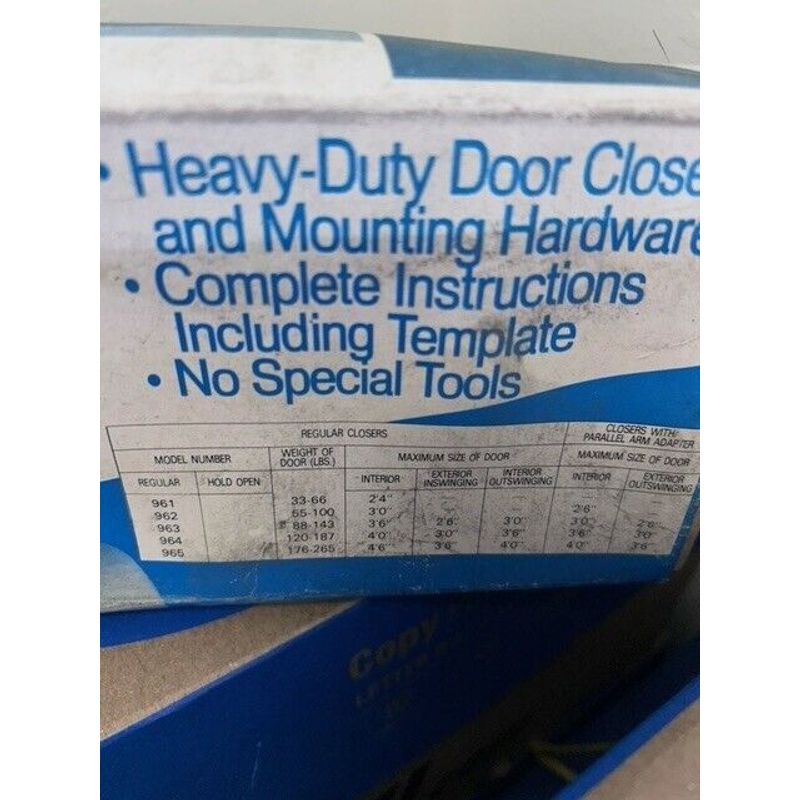 • Heavy-Duty Door Close
and Mounting Hardware
• Complete Instructions
Including Template
• No Special Tools
REGULAR CLOSERS
CLOSERS WITH
PARALLEL ARM ADAPTER
MODEL NUMBER
WEIGHT OF
DOOR (LBS.)
MAXIMUM SIZE OF DOOR
MAXIMUM SIZE OF DOOR
REGULAR HOLD OPEN INTERIOR EXTERIOR INSWINGING INTERIOR OUTSWINGING INTERIOR EXTERIOR OUTSWINGING
961 33-66 2'4" — — — —
962 55-100 3'0" — — 2'6" —
963 88-143 3'6" 2'6" 3'0" 3'0" 2'6"
964 120-187 4'0" 3'0" 3'6" 3'6" 3'0"
965 176-265 4'6" 3'6" 4'0" 4'0" 3'6"
Copy